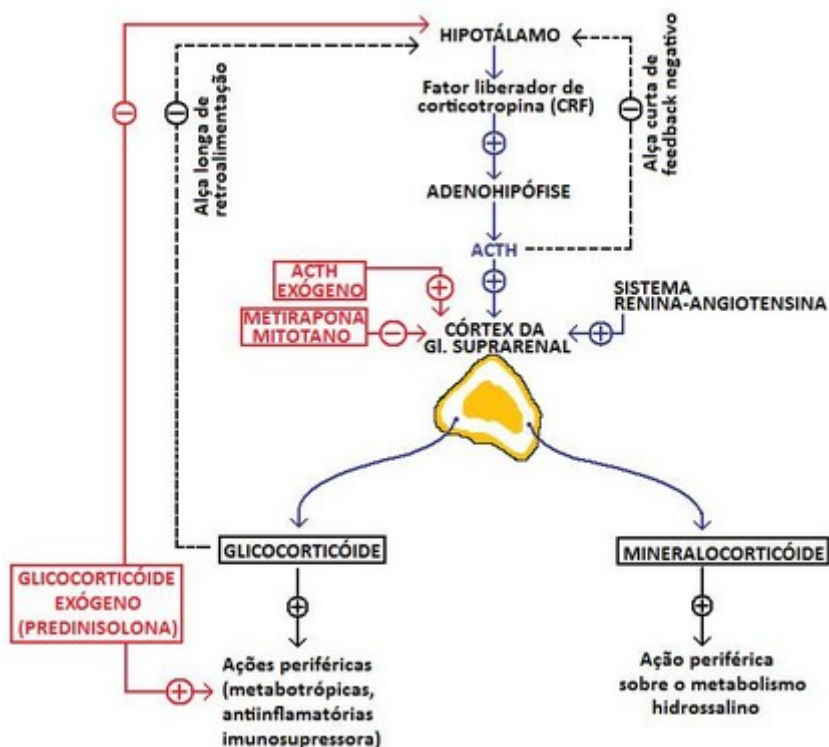 HIPOTÁLAMO
Alça longa de
retroalimentação
Alça curta de
feedback negativo
Fator liberador de
corticotropina (CRF)
ADENOHIPÓFISE
ACTH
ACTH
EXÓGENO
METIRAPONA
MITOTANO
CÓRTEX DA
Gl. SUPRARENAL
SISTEMA
RENINA-ANGIOTENSINA
GLICOCORTICÓIDE
MINERALOCORTICÓIDE
GLICOCORTICÓIDE
EXÓGENO
(PREDINISOLONA)
Ações periféricas
(metabotrópicas,
antiinflamatórias
imunosupressora)
Ação periférica
sobre o metabolismo
hidrossalino